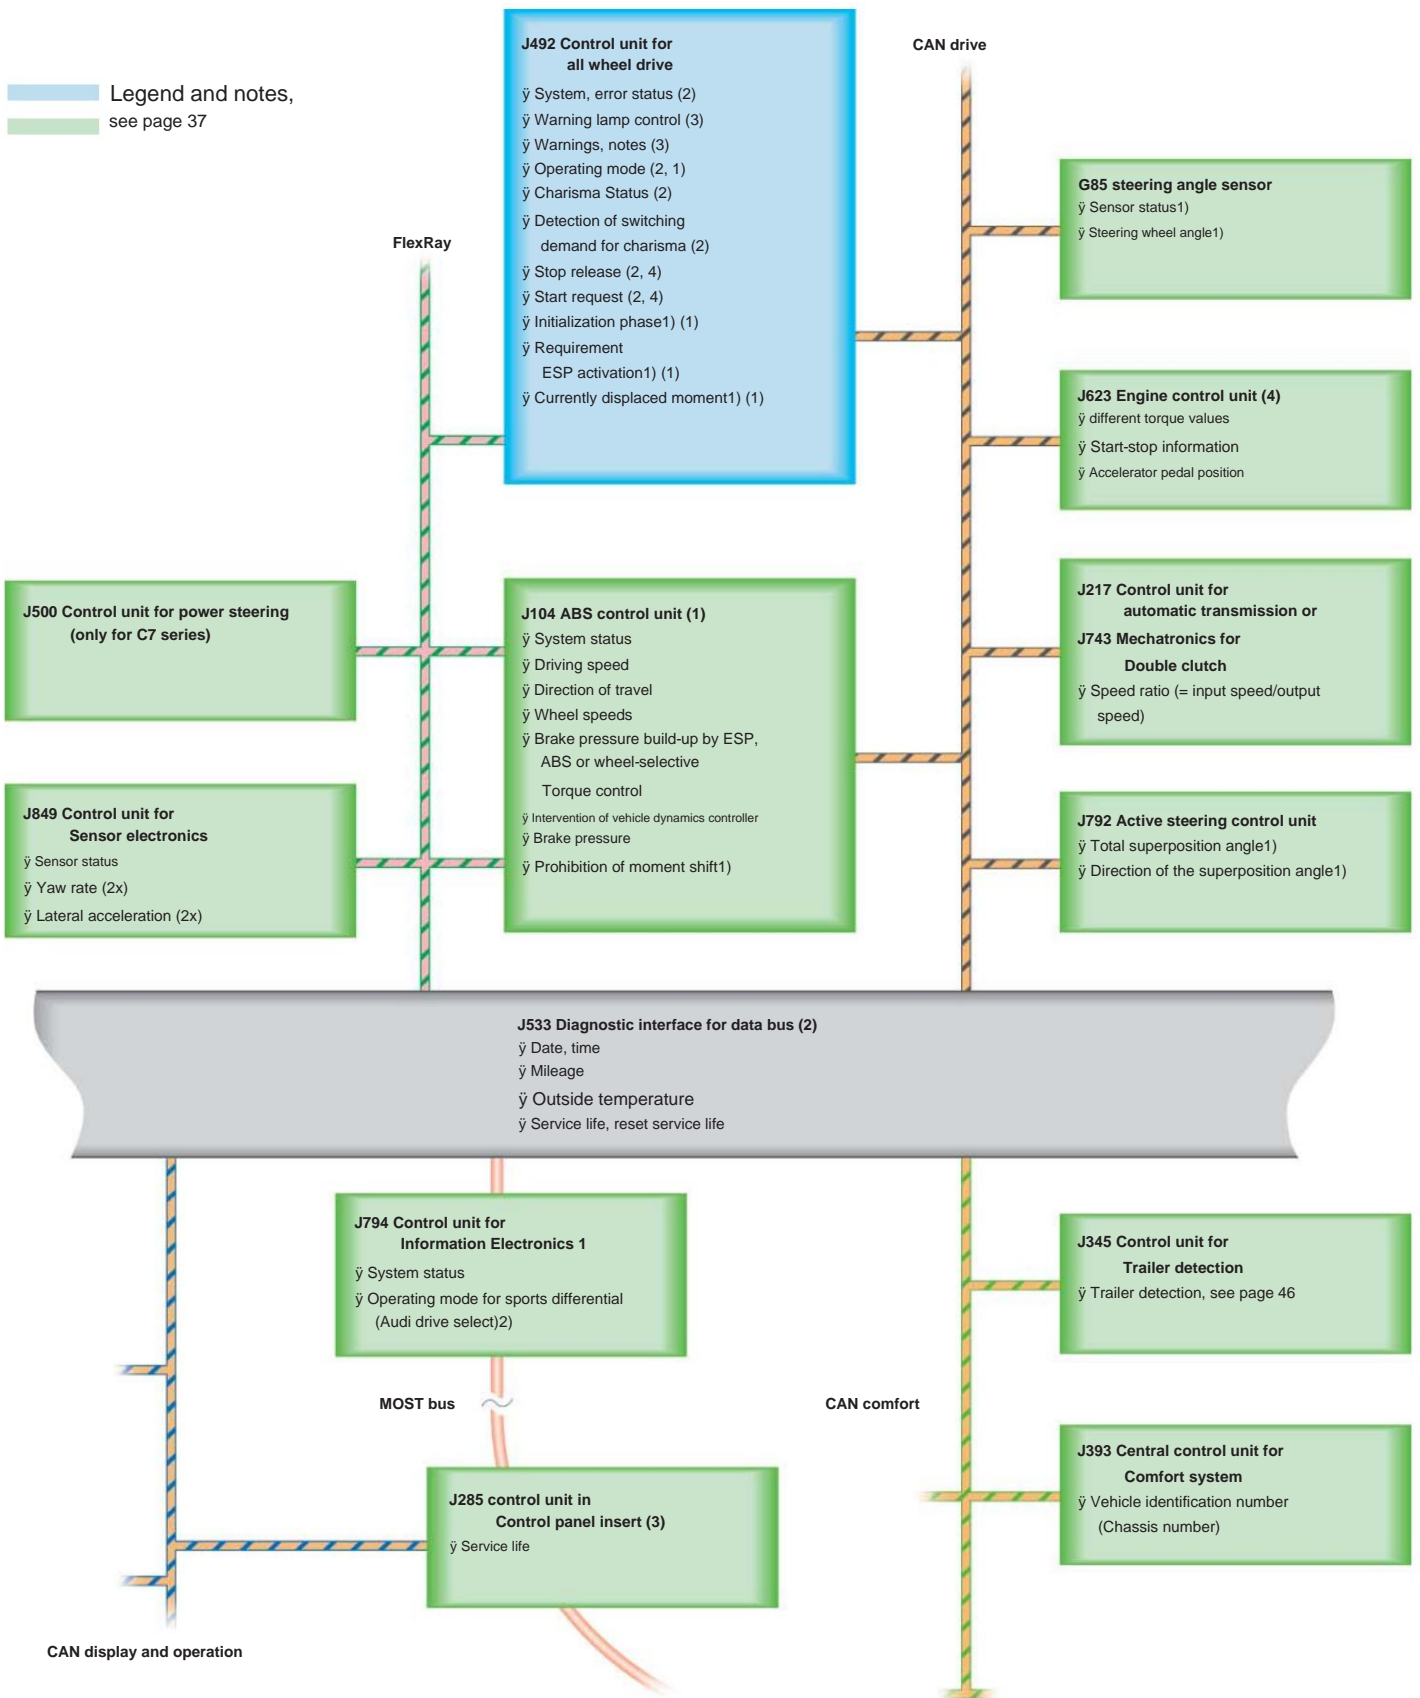 Legend and notes,
see page 37
J492 Control unit for
all wheel drive
ÿ System, error status (2)
ÿ Warning lamp control (3)
ÿ Warnings, notes (3)
ÿ Operating mode (2, 1)
ÿ Charisma Status (2)
ÿ Detection of switching
demand for charisma (2)
ÿ Stop release (2, 4)
ÿ Start request (2, 4)
ÿ Initialization phase1) (1)
ÿ Requirement
ESP activation1) (1)
ÿ Currently displaced moment1) (1)
CAN drive
FlexRay
G85 steering angle sensor
ÿ Sensor status1)
ÿ Steering wheel angle1)
J623 Engine control unit (4)
ÿ different torque values
ÿ Start-stop information
ÿ Accelerator pedal position
J500 Control unit for power steering
(only for C7 series)
J104 ABS control unit (1)
ÿ System status
ÿ Driving speed
ÿ Direction of travel
ÿ Wheel speeds
ÿ Brake pressure build-up by ESP,
ABS or wheel-selective
Torque control
ÿ Intervention of vehicle dynamics controller
ÿ Brake pressure
ÿ Prohibition of moment shift1)
J217 Control unit for
automatic transmission or
J743 Mechatronics for
Double clutch
ÿ Speed ratio (= input speed/output
speed)
J849 Control unit for
Sensor electronics
ÿ Sensor status
ÿ Yaw rate (2x)
ÿ Lateral acceleration (2x)
J792 Active steering control unit
ÿ Total superposition angle1)
ÿ Direction of the superposition angle1)
J533 Diagnostic interface for data bus (2)
ÿ Date, time
ÿ Mileage
ÿ Outside temperature
ÿ Service life, reset service life
J794 Control unit for
Information Electronics 1
ÿ System status
ÿ Operating mode for sports differential
(Audi drive select)2)
J345 Control unit for
Trailer detection
ÿ Trailer detection, see page 46
MOST bus
CAN comfort
J393 Central control unit for
Comfort system
ÿ Vehicle identification number
(Chassis number)
J285 control unit in
Control panel insert (3)
ÿ Service life
CAN display and operation